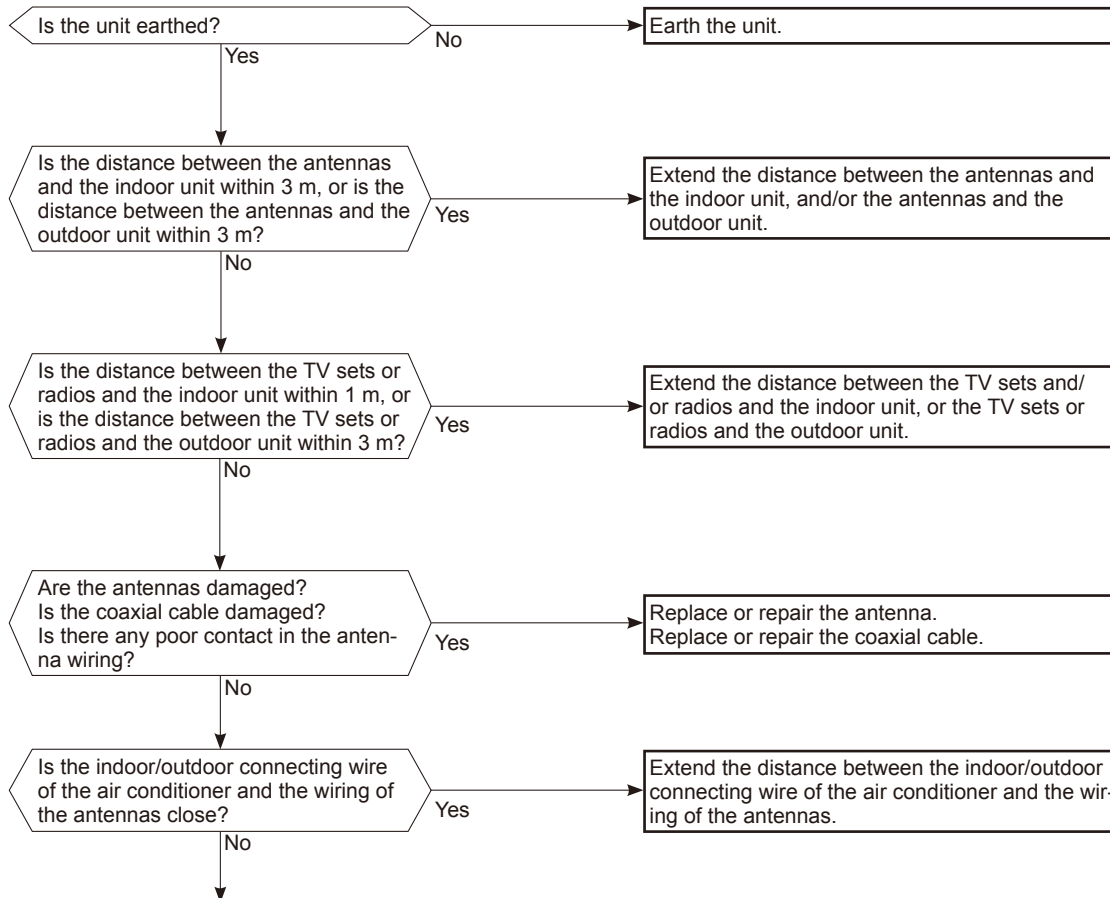 Is the unit earthed?
No
Earth the unit.
Yes
Is the distance between the antennas
and the indoor unit within 3 m, or is the
distance between the antennas and the
outdoor unit within 3 m?
Yes
Extend the distance between the antennas and
the indoor unit, and/or the antennas and the
outdoor unit.
No
Is the distance between the TV sets or
radios and the indoor unit within 1 m, or
is the distance between the TV sets or
radios and the outdoor unit within 3 m?
Yes
Extend the distance between the TV sets and/
or radios and the indoor unit, or the TV sets or
radios and the outdoor unit.
No
Are the antennas damaged?
Is the coaxial cable damaged?
Is there any poor contact in the anten-
na wiring?
Yes
Replace or repair the antenna.
Replace or repair the coaxial cable.
No
Is the indoor/outdoor connecting wire
of the air conditioner and the wiring of
the antennas close?
Yes
Extend the distance between the indoor/outdoor
connecting wire of the air conditioner and the wir-
ing of the antennas.
No